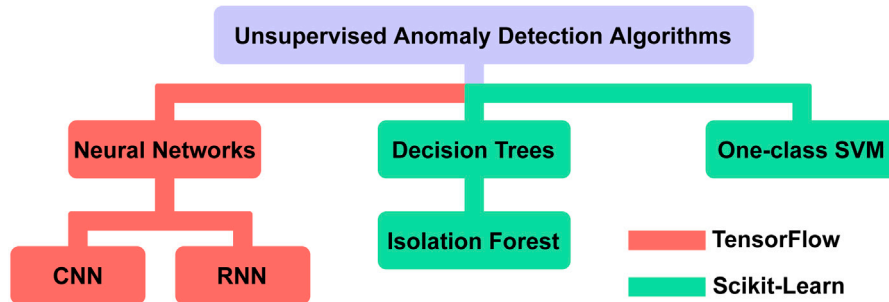 Unsupervised Anomaly Detection Algorithms
Neural Networks
Decision Trees
One-class SVM
Isolation Forest
CNN
RNN
TensorFlow
Scikit-Learn